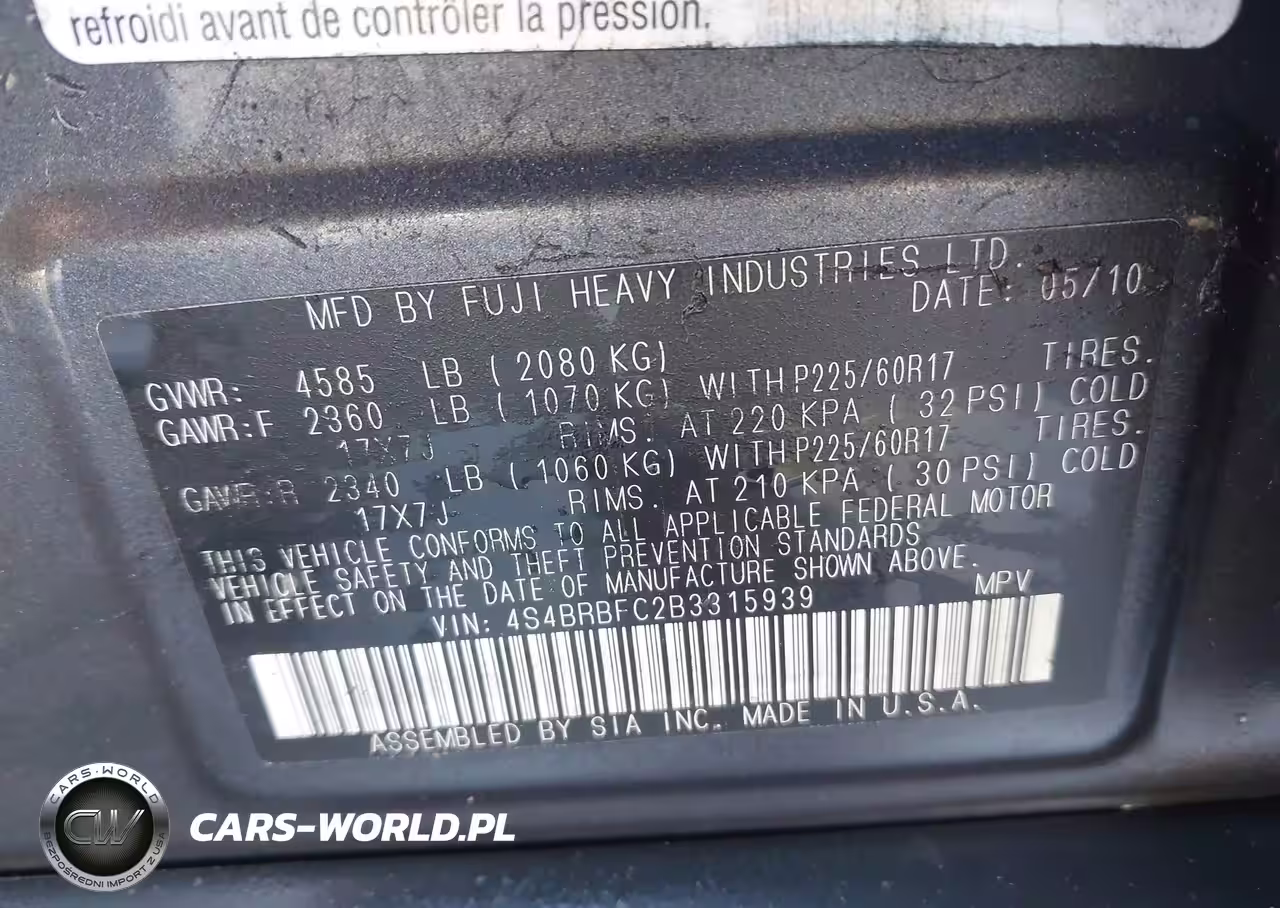 refroidi avant de contrôler la pression.
MFD BY FUJI HEAVY INDUSTRIES LTD.
DATE: 05/10
GVWR: 4585 LB ( 2080 KG)
GAWR:F 2360 LB ( 1070 KG) WITH P225/60R17 TIRES.
17X7J RIMS. AT 220 KPA ( 32 PSI) COLD
GAWR:R 2340 LB ( 1060 KG) WITH P225/60R17 TIRES.
17X7J RIMS. AT 210 KPA ( 30 PSI) COLD
THIS VEHICLE CONFORMS TO ALL APPLICABLE FEDERAL MOTOR
VEHICLE SAFETY AND THEFT PREVENTION STANDARDS
IN EFFECT ON THE DATE OF MANUFACTURE SHOWN ABOVE.
VIN: 4S4BRBFC2B3315939 MPV
ASSEMBLED BY SIA INC. MADE IN U.S.A.
CARS-WORLD
CW
BEZPOŚREDNI IMPORT Z USA
CARS-WORLD.PL